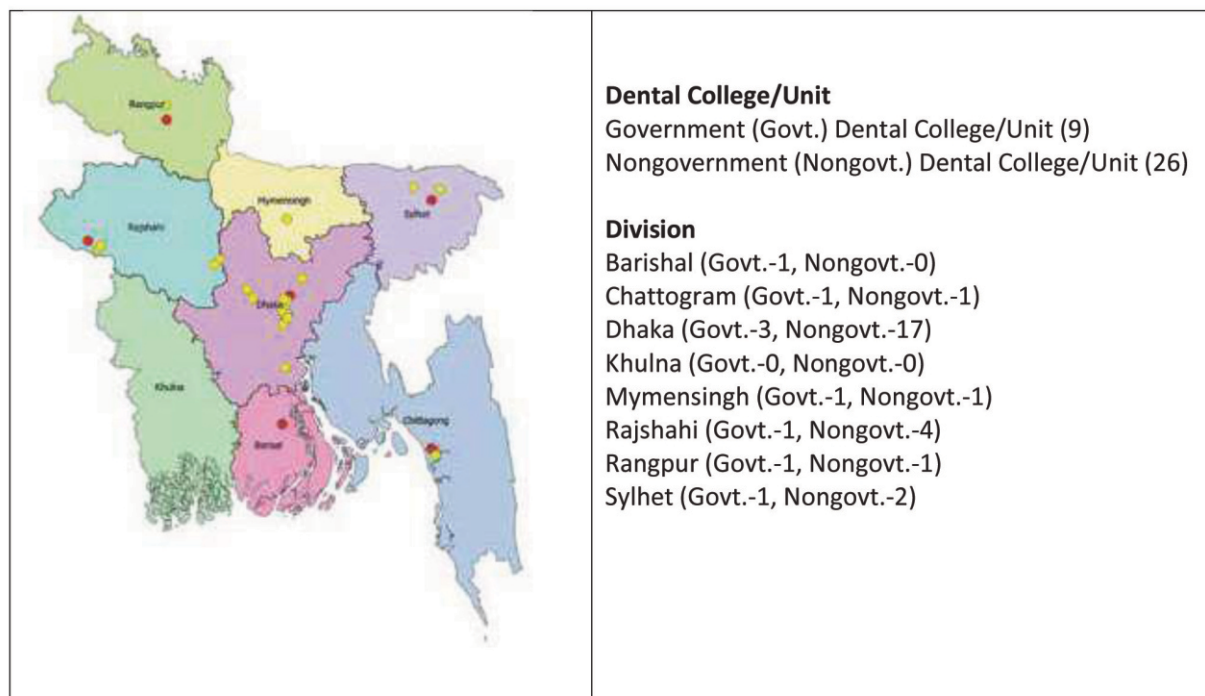 Rangpur
Mymensingh
Sylhet
Rajshahi
Dhaka
Khulna
Barisal
Chittagong
Dental College/Unit
Government (Govt.) Dental College/Unit (9)
Nongovernment (Nongovt.) Dental College/Unit (26)
Division
Barishal (Govt.-1, Nongovt.-0)
Chattogram (Govt.-1, Nongovt.-1)
Dhaka (Govt.-3, Nongovt.-17)
Khulna (Govt.-0, Nongovt.-0)
Mymensingh (Govt.-1, Nongovt.-1)
Rajshahi (Govt.-1, Nongovt.-4)
Rangpur (Govt.-1, Nongovt.-1)
Sylhet (Govt.-1, Nongovt.-2)